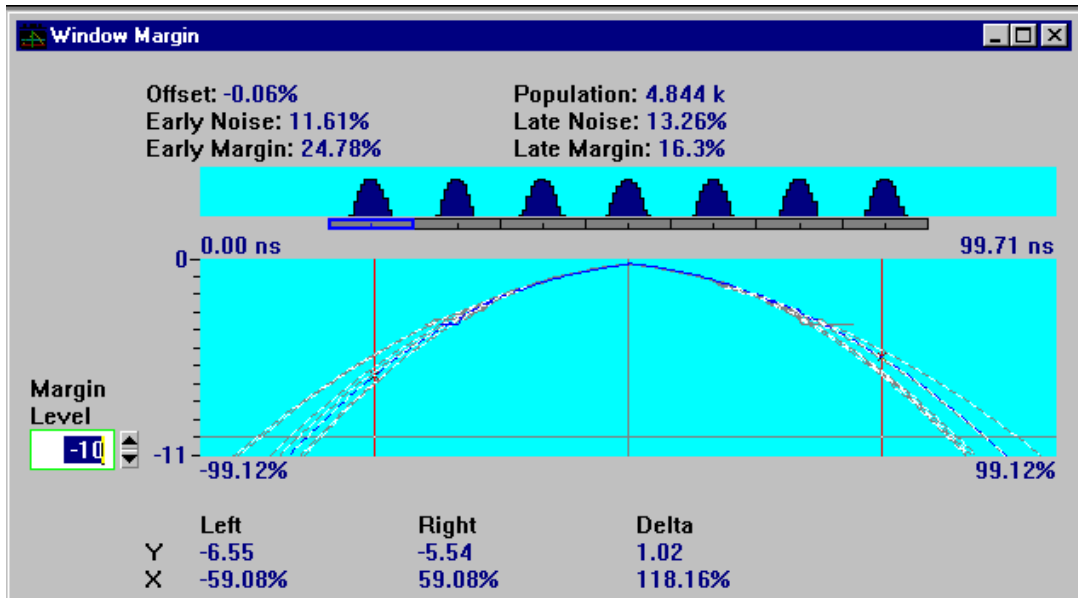 Window Margin
Offset: -0.06% Population: 4.844 k
Early Noise: 11.61% Late Noise: 13.26%
Early Margin: 24.78% Late Margin: 16.3%
0.00 ns 99.71 ns
0
Margin
Level
-10
-11
-99.12% 99.12%
Left Right Delta
Y -6.55 -5.54 1.02
X -59.08% 59.08% 118.16%